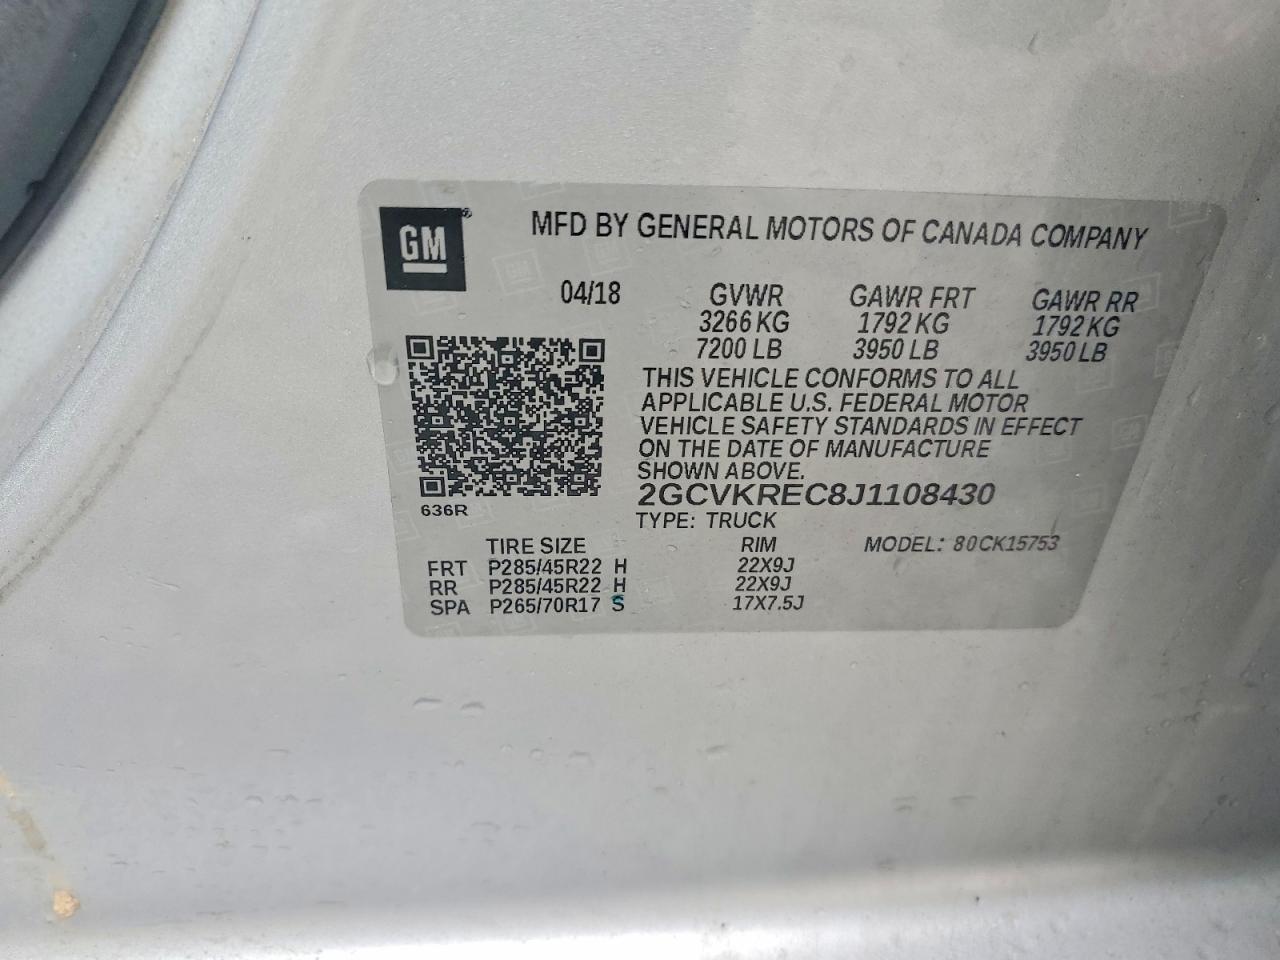 GM
MFD BY GENERAL MOTORS OF CANADA COMPANY
04/18 GVWR GAWR FRT GAWR RR
3266 KG 1792 KG 1792 KG
7200 LB 3950 LB 3950 LB
THIS VEHICLE CONFORMS TO ALL
APPLICABLE U.S. FEDERAL MOTOR
VEHICLE SAFETY STANDARDS IN EFFECT
ON THE DATE OF MANUFACTURE
SHOWN ABOVE.
2GCVKREC8J1108430
636R
TYPE: TRUCK
TIRE SIZE RIM MODEL: 80CK15753
FRT P285/45R22 H 22X9J
RR P285/45R22 H 22X9J
SPA P265/70R17 S 17X7.5J